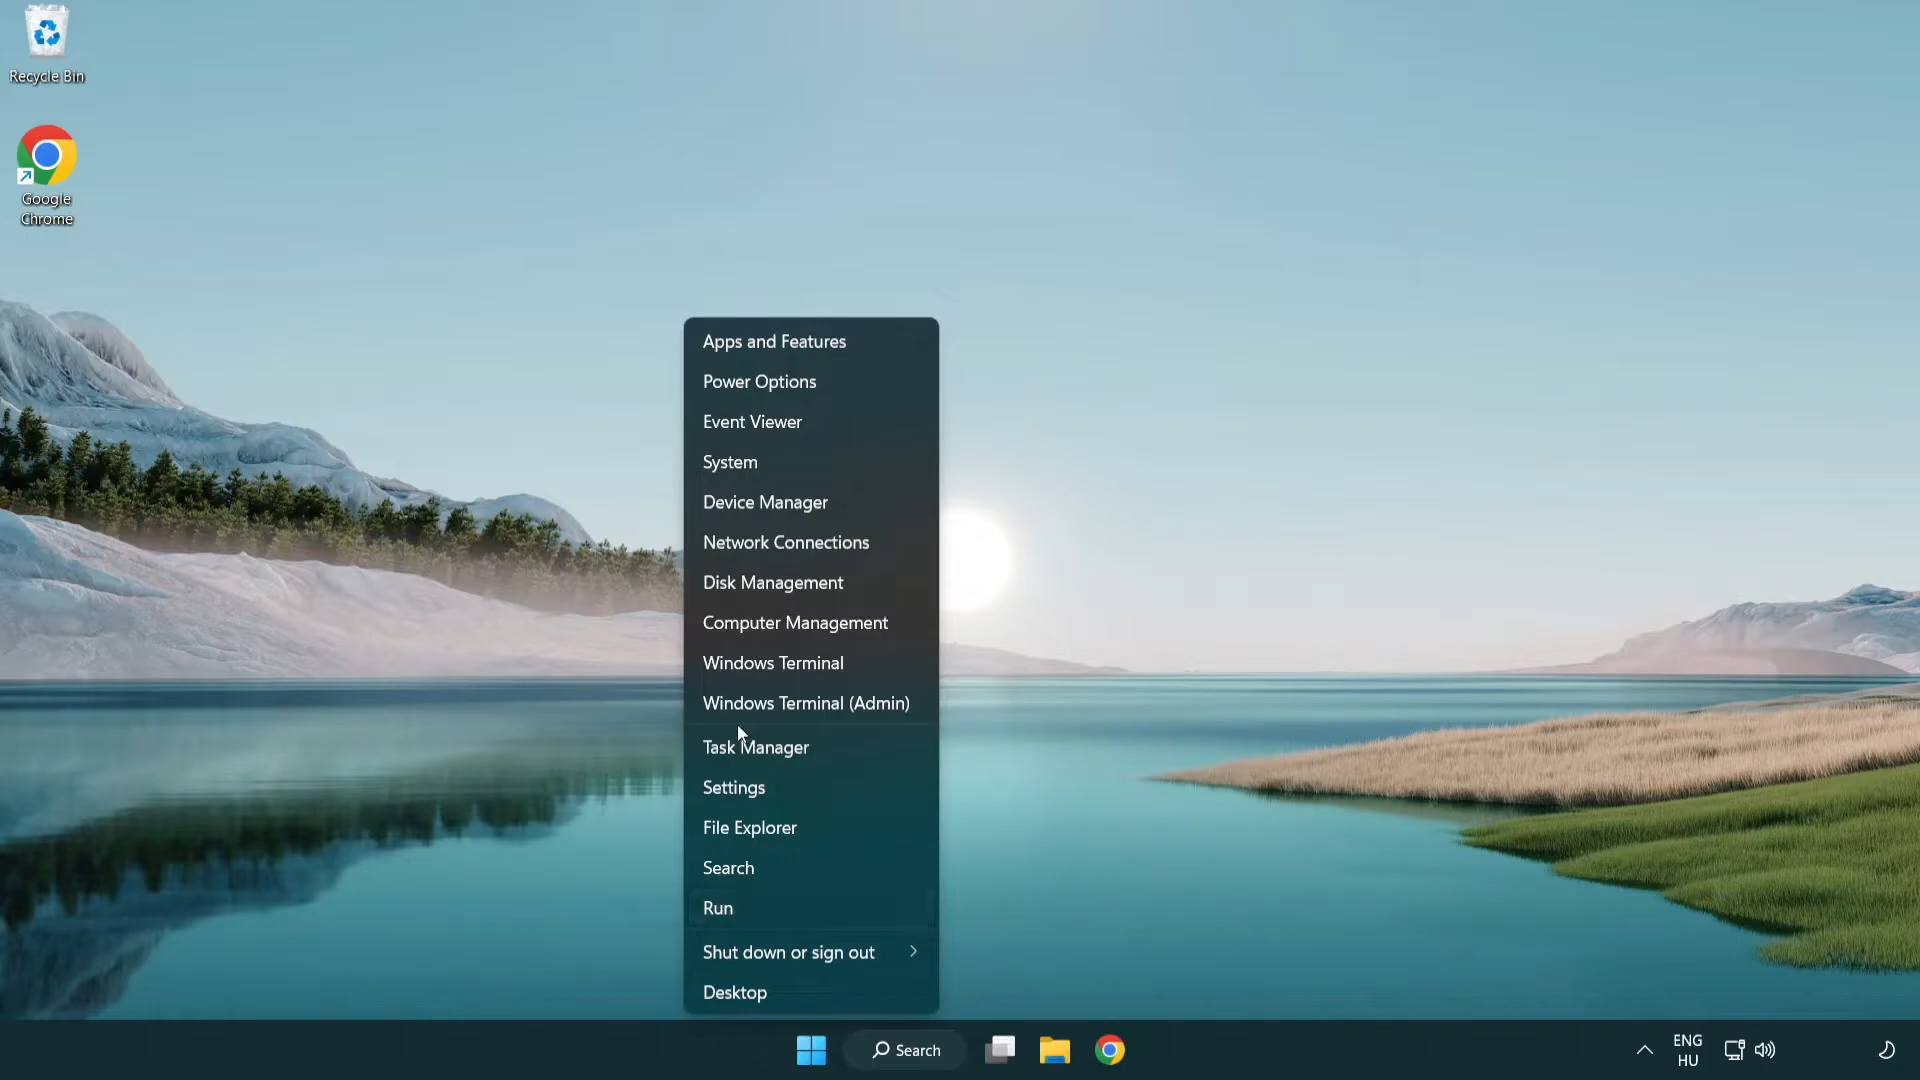 Recycle Bin
Google
Chrome
Apps and Features
Power Options
Event Viewer
System
Device Manager
Network Connections
Disk Management
Computer Management
Windows Terminal
Windows Terminal (Admin)
Task Manager
Settings
File Explorer
Search
Run
Shut down or sign out
Desktop
Search
ENG
HU